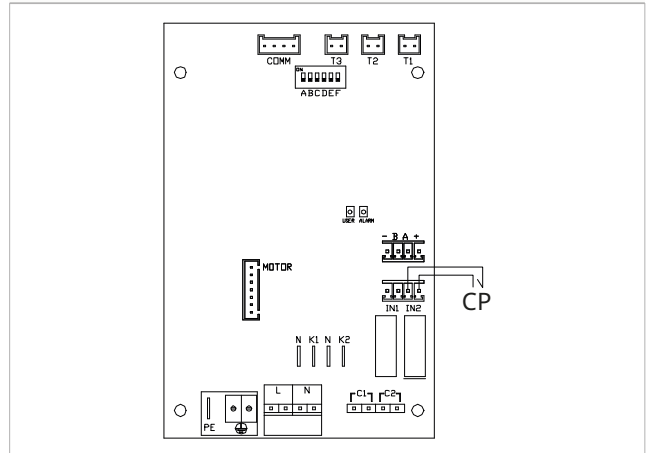 COMM T3 T2 T1
ON
ABCDEF
USER ALARM
- B A +
MOTOR
CP
IN1 IN2
N K1 N K2
L N
C1 C2
PE